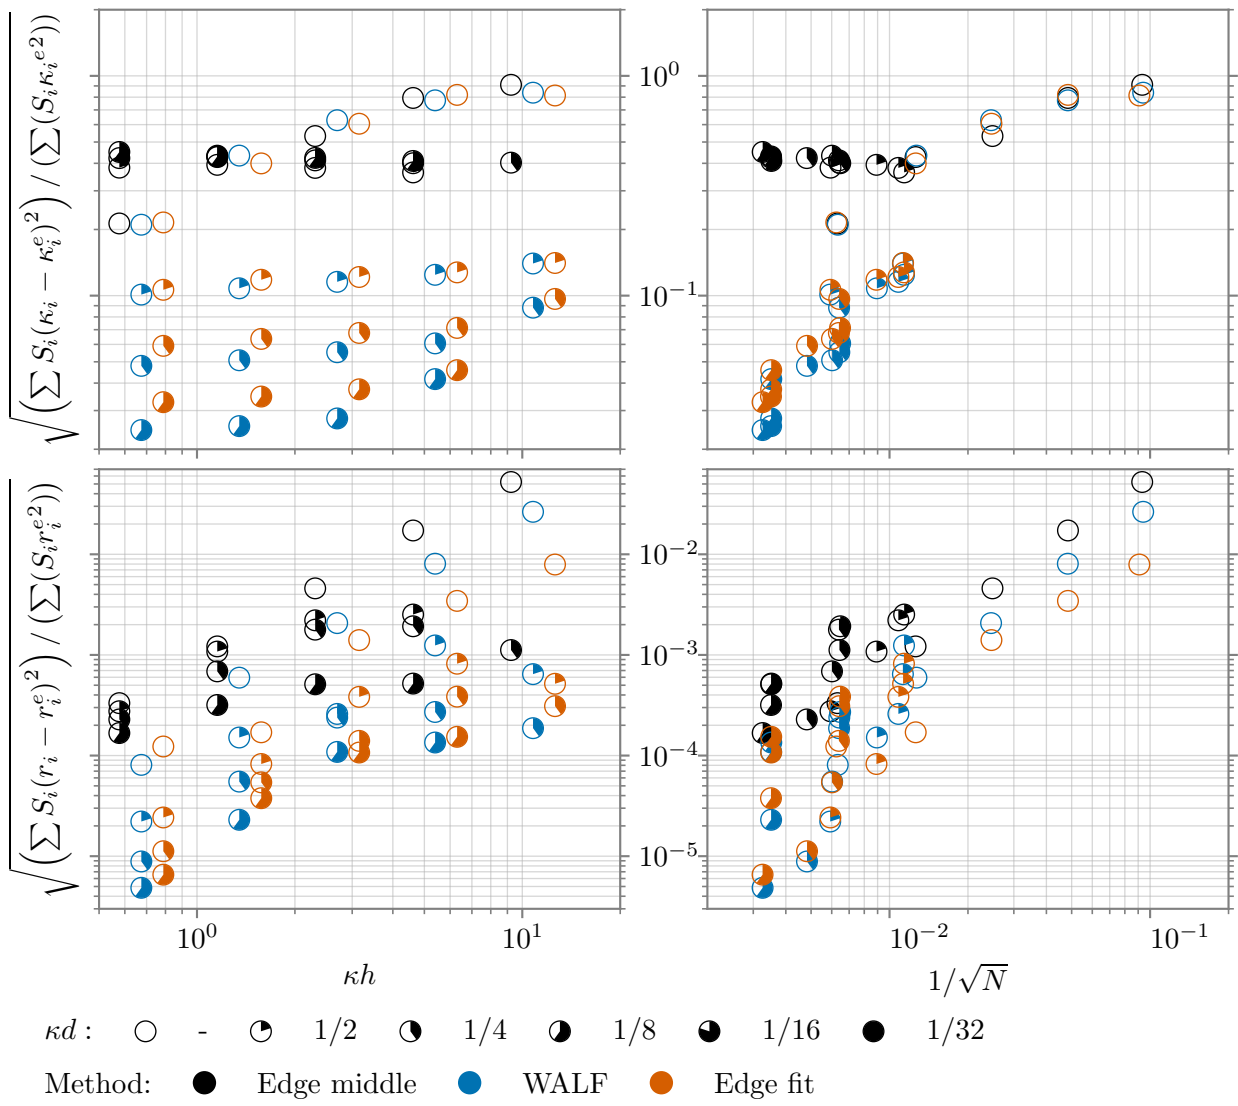 √((∑ S_i(κ_i − κ_i^e)^2) / (∑(S_i κ_i^{e2}))
10^0
10^{-1}
√((∑ S_i(r_i − r_i^e)^2) / (∑(S_i r_i^{e2}))
10^{-2}
10^{-3}
10^{-4}
10^{-5}
10^0 10^1 10^{-2} 10^{-1}
κh 1/√N
κd : - 1/2 1/4 1/8 1/16 1/32
Method: Edge middle WALF Edge fit